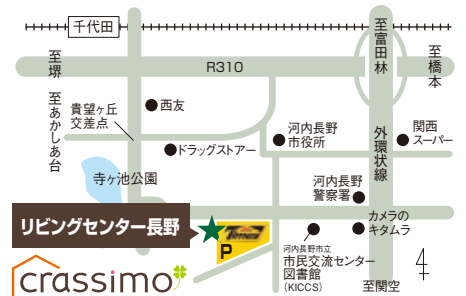 千代田
至堺
R310
至富田林
至橋本
至あかしあ台
貴望ヶ丘
交差点
西友
ドラッグストアー
河内長野
市役所
外環状線
関西
スーパー
寺ヶ池公園
河内長野
警察署
リビングセンター長野
P
カメラの
キタムラ
河内長野市立
市民交流センター
図書館
(KICCS)
至関空
crassimo
4